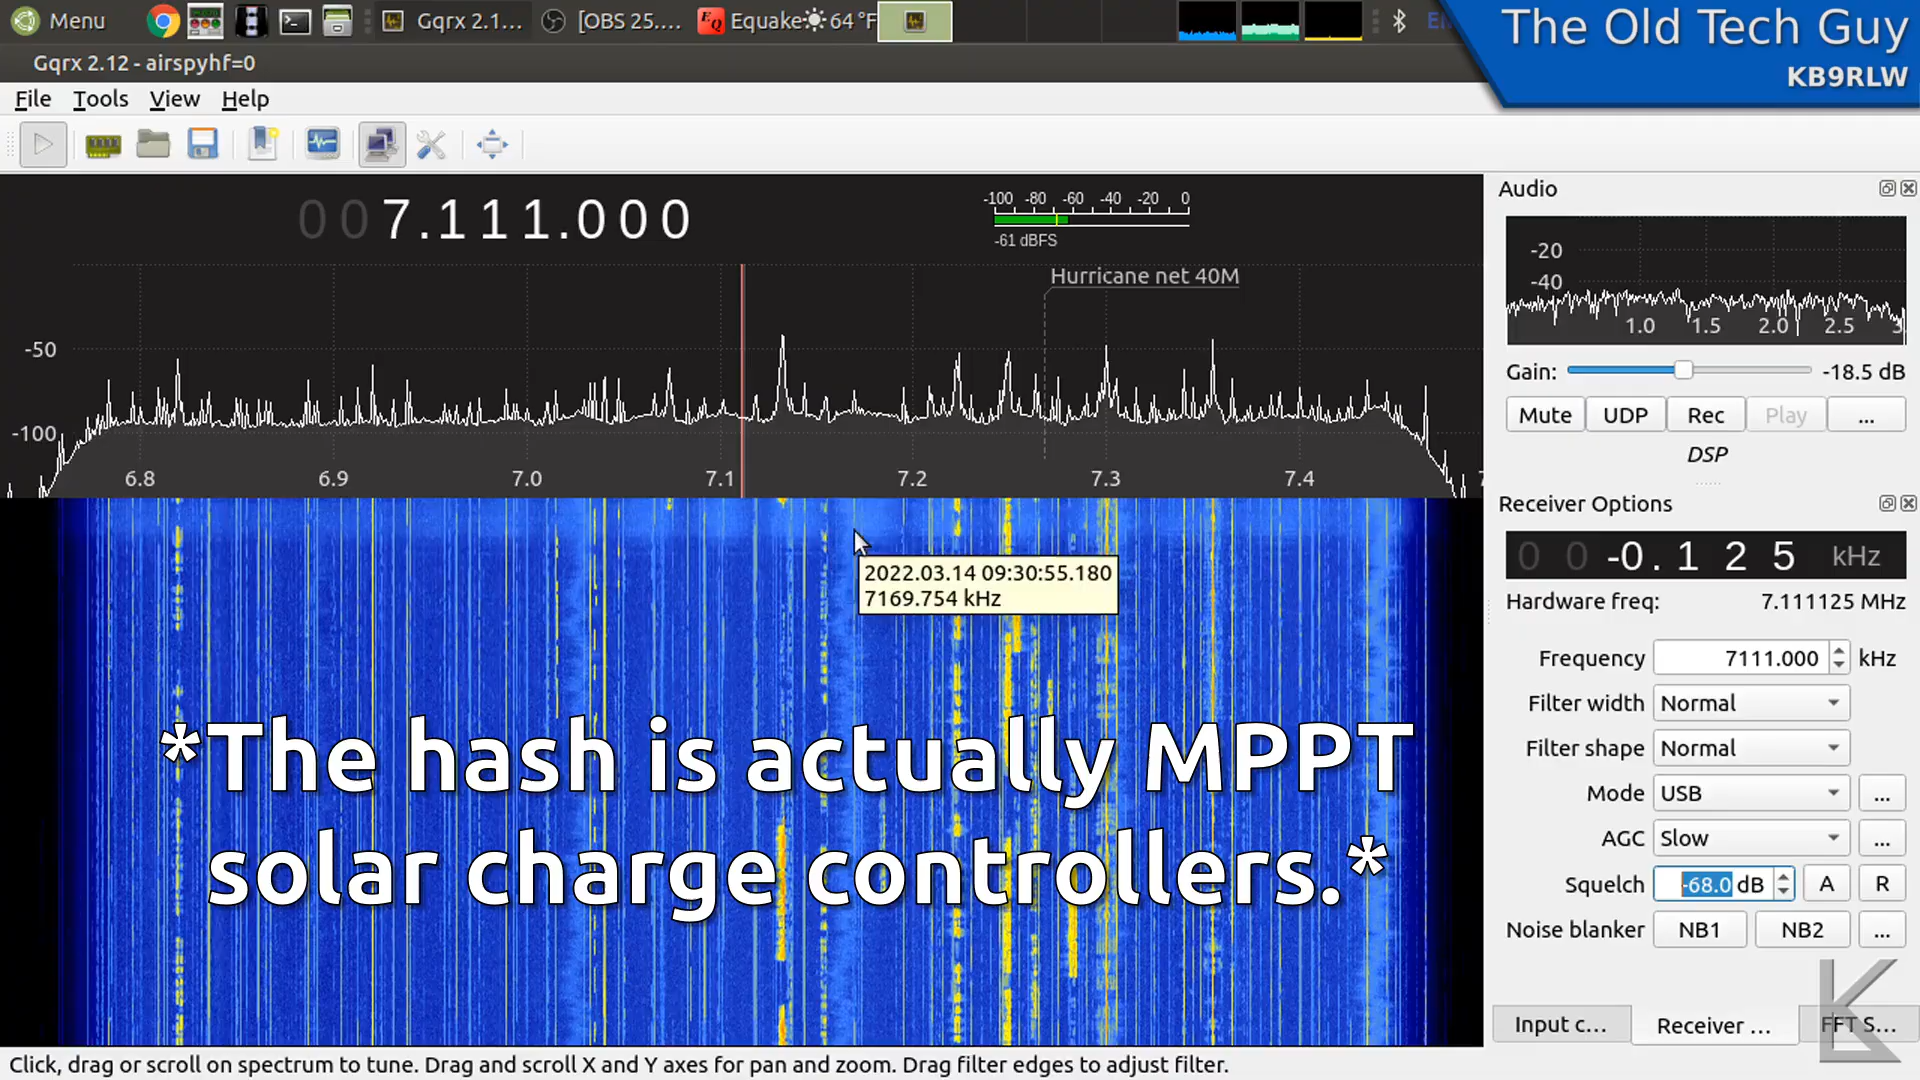 Menu
Gqrx 2.1...
[OBS 25....
Equake
64 °F
The Old Tech Guy
KB9RLW
Gqrx 2.12 - airspyhf=0
File Tools View Help
007.111.000
-100 -80 -60 -40 -20 0
-61 dBFS
Hurricane net 40M
-50
-100
6.8 6.9 7.0 7.1 7.2 7.3 7.4
2022.03.14 09:30:55.180
7169.754 kHz
*The hash is actually MPPT
solar charge controllers.*
Audio
-20
-40
1.0 1.5 2.0 2.5 3.
Gain: -18.5 dB
Mute UDP Rec Play ...
DSP
Receiver Options
00-0.125 kHz
Hardware freq: 7.111125 MHz
Frequency 7111.000 kHz
Filter width Normal
Filter shape Normal
Mode USB ...
AGC Slow ...
Squelch -68.0 dB A R
Noise blanker NB1 NB2 ...
Input c... Receiver ... FFT S...
Click, drag or scroll on spectrum to tune. Drag and scroll X and Y axes for pan and zoom. Drag filter edges to adjust filter.